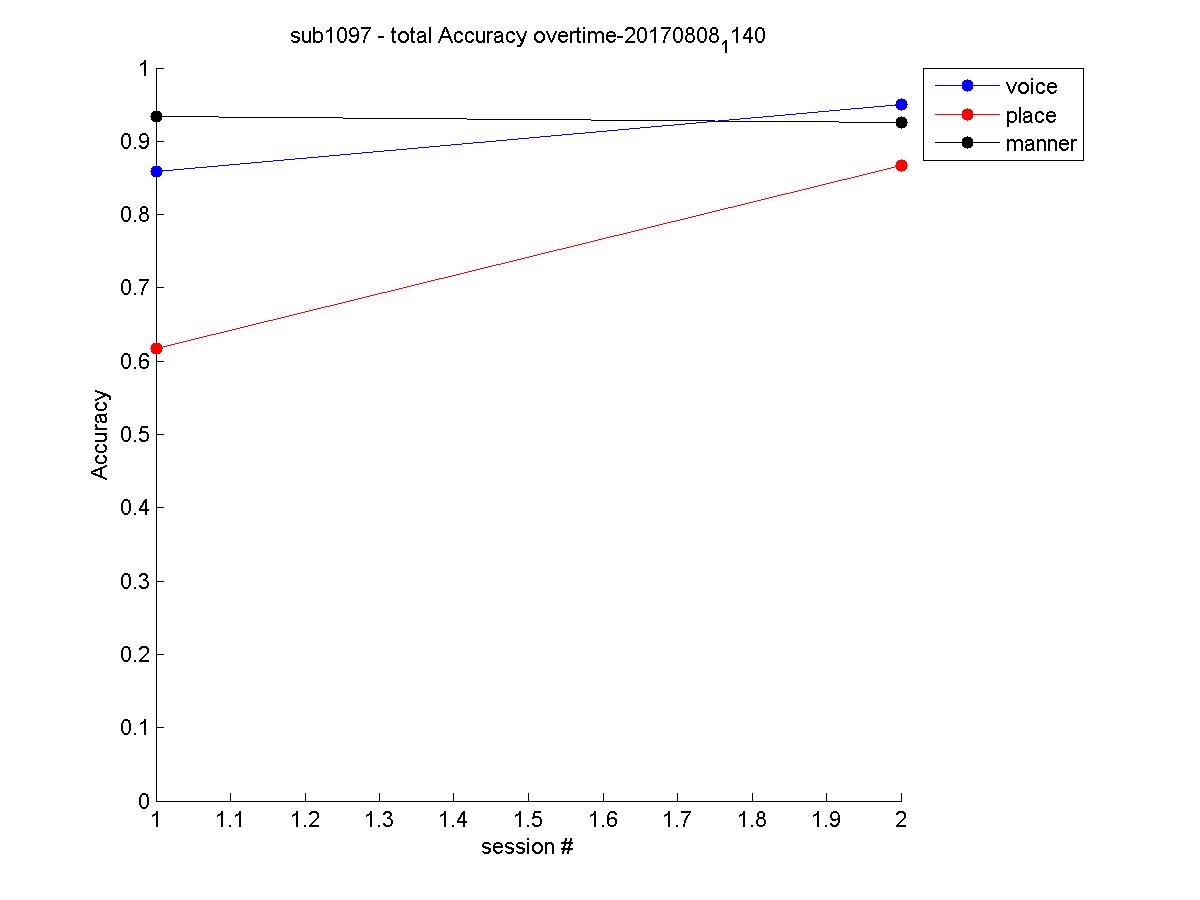 sub1097 - total Accuracy overtime-20170808₁140
voice
place
manner
1
0.9
0.8
0.7
0.6
0.5
0.4
0.3
0.2
0.1
0
Accuracy
1 1.1 1.2 1.3 1.4 1.5 1.6 1.7 1.8 1.9 2
session #